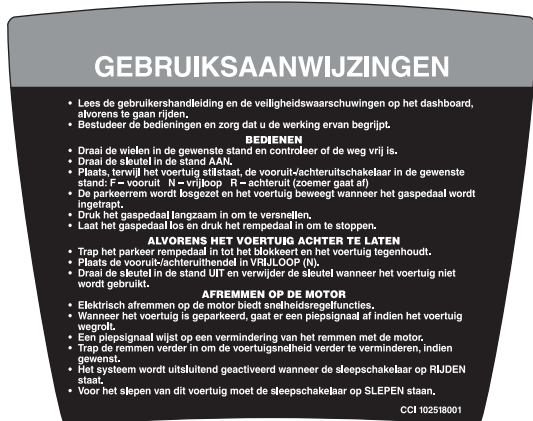 GEBRUIKSAANWIJZINGEN
• Lees de gebruikershandleiding en de veiligheidswaarschuwingen op het dashboard,
alvorens te gaan rijden.
• Bestudeer de bedieningen en zorg dat u de werking ervan begrijpt.
BEDIENEN
• Draai de wielen in de gewenste stand en controleer of de weg vrij is.
• Draai de sleutel in de stand AAN.
• Plaats, terwijl het voertuig stilstaat, de vooruit-/achteruitschakelaar in de gewenste
stand: F – vooruit N – vrijloop R – achteruit (zoemer gaat af)
• De parkeerrem wordt losgezet en het voertuig beweegt wanneer het gaspedaal wordt
ingetrapt.
• Druk het gaspedaal langzaam in om te versnellen.
• Laat het gaspedaal los en druk het rempedaal in om te stoppen.
ALVORENS HET VOERTUIG ACHTER TE LATEN
• Trap het parkeer rempedaal in tot het blokkeert en het voertuig tegenhoudt.
• Plaats de vooruit-/achteruithendel in VRIJLOOP (N).
• Draai de sleutel in de stand UIT en verwijder de sleutel wanneer het voertuig niet
wordt gebruikt.
AFREMMEN OP DE MOTOR
• Elektrisch afremmen op de motor biedt snelheidsregelfuncties.
• Wanneer het voertuig is geparkeerd, gaat er een piepsignaal af indien het voertuig
wegrolt.
• Een piepsignaal wijst op een vermindering van het remmen met de motor.
• Trap de remmen verder in om de voertuigsnelheid verder te verminderen, indien
gewenst.
• Het systeem wordt uitsluitend geactiveerd wanneer de sleepschakelaar op RIJDEN
staat.
• Voor het slepen van dit voertuig moet de sleepschakelaar op SLEPEN staan.
CCI 102518001